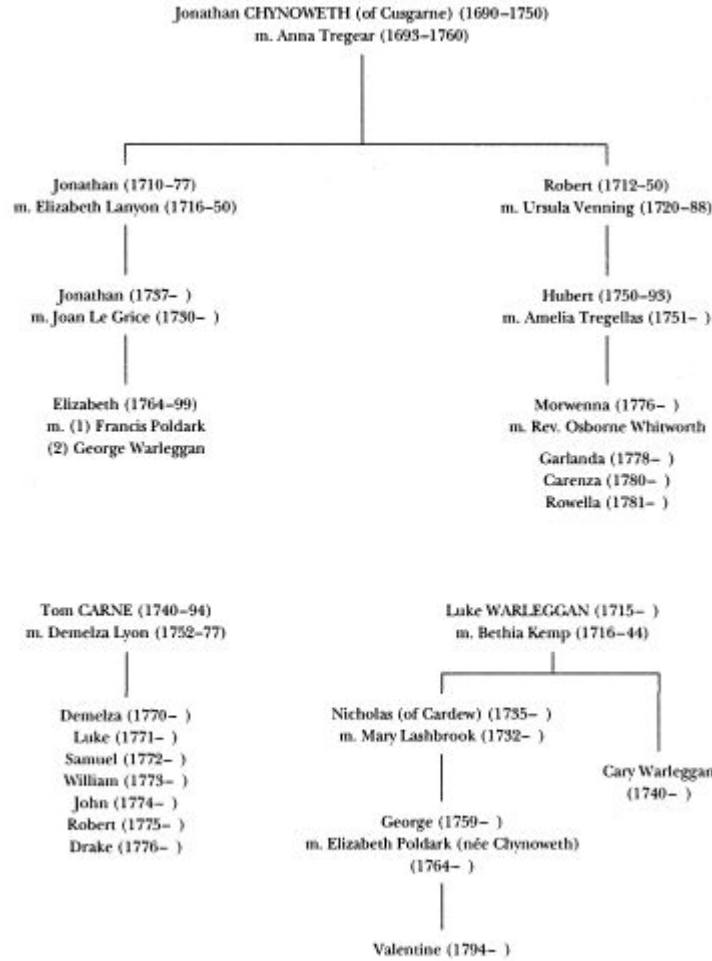 Jonathan CHYNOWETH (of Cusgarne) (1690–1750)
m. Anna Tregear (1693–1760)
Jonathan (1710–77)
m. Elizabeth Lanyon (1716–50)
Robert (1712–50)
m. Ursula Venning (1720–88)
Jonathan (1737– )
m. Joan Le Grice (1730– )
Hubert (1750–93)
m. Amelia Tregellas (1751– )
Elizabeth (1764–99)
m. (1) Francis Poldark
(2) George Warleggan
Morwenna (1776– )
m. Rev. Osborne Whitworth
Garlanda (1778– )
Carenza (1780– )
Rowella (1781– )
Tom CARNE (1740–94)
m. Demelza Lyon (1752–77)
Demelza (1770– )
Luke (1771– )
Samuel (1772– )
William (1773– )
John (1774– )
Robert (1775– )
Drake (1776– )
Luke WARLEGGAN (1715– )
m. Bethia Kemp (1716–44)
Nicholas (of Cardew) (1735– )
m. Mary Lashbrook (1732– )
Cary Warleggan
(1740– )
George (1759– )
m. Elizabeth Poldark (née Chynoweth)
(1764– )
Valentine (1794– )